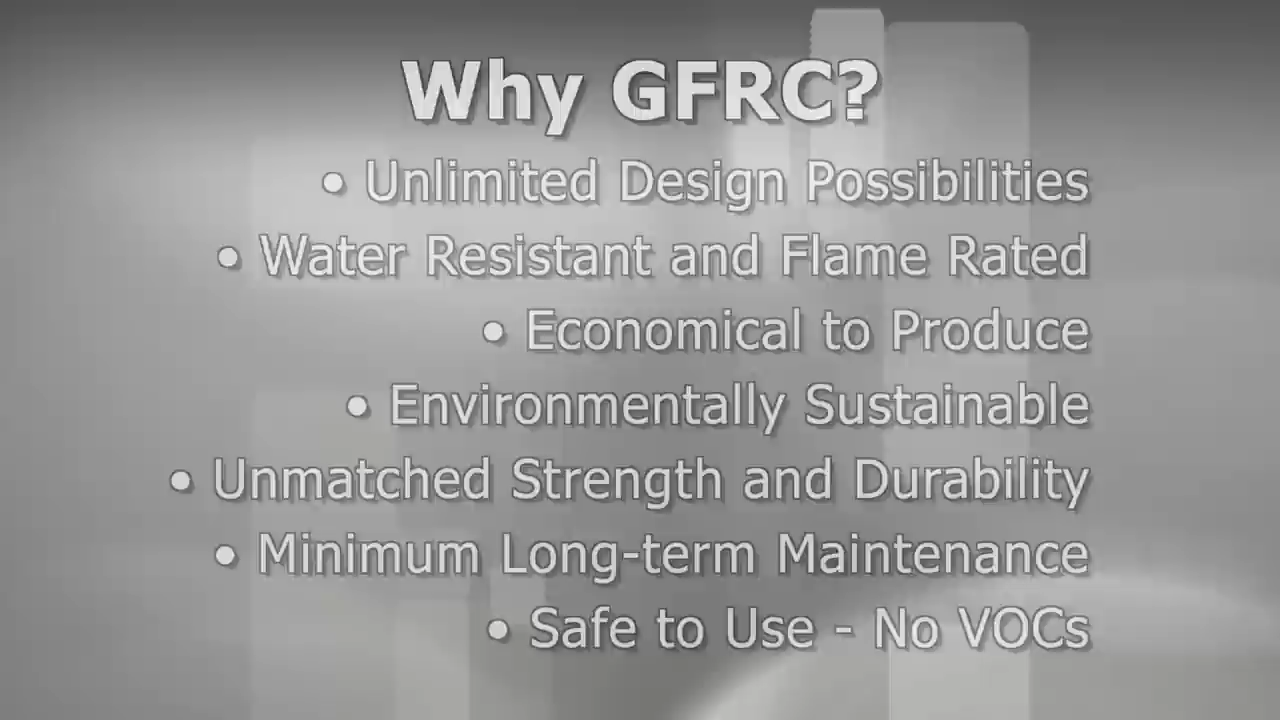 Why GFRC?
• Unlimited Design Possibilities
• Water Resistant and Flame Rated
• Economical to Produce
• Environmentally Sustainable
• Unmatched Strength and Durability
• Minimum Long-term Maintenance
• Safe to Use - No VOCs